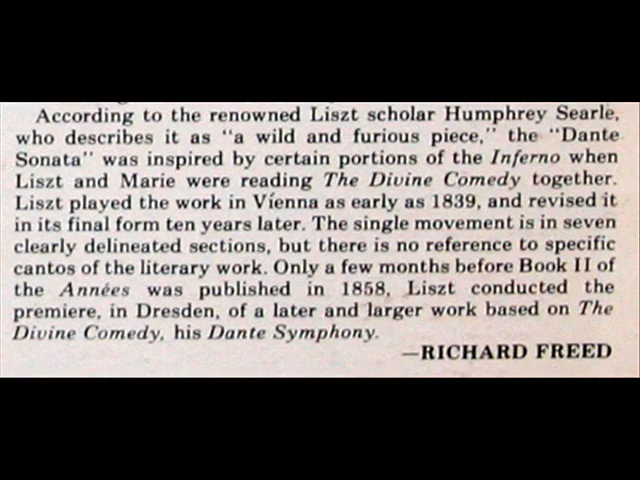 According to the renowned Liszt scholar Humphrey Searle,
who describes it as "a wild and furious piece," the "Dante
Sonata" was inspired by certain portions of the Inferno when
Liszt and Marie were reading The Divine Comedy together.
Liszt played the work in Vienna as early as 1839, and revised it
in its final form ten years later. The single movement is in seven
clearly delineated sections, but there is no reference to specific
cantos of the literary work. Only a few months before Book II of
the Années was published in 1858, Liszt conducted the
premiere, in Dresden, of a later and larger work based on The
Divine Comedy, his Dante Symphony.
—RICHARD FREED